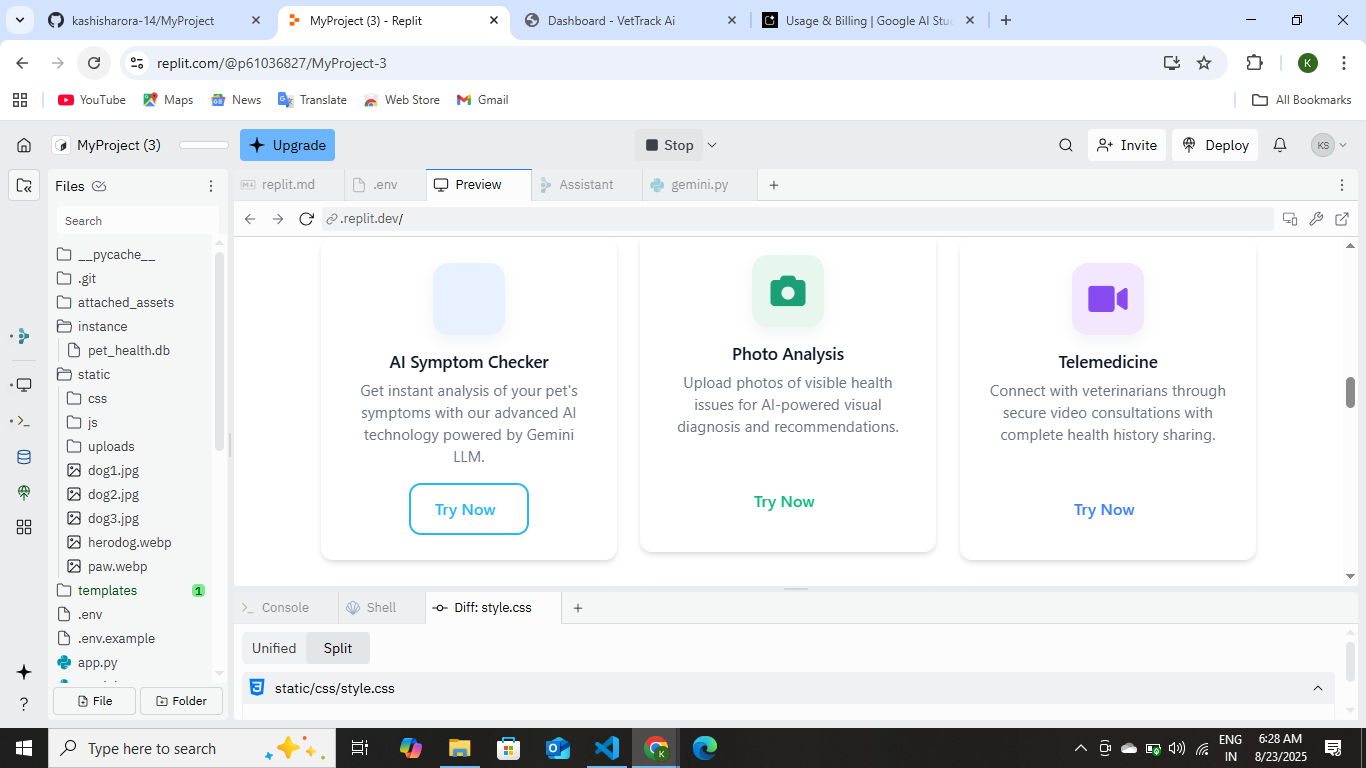 kashisharora-14/MyProject
MyProject (3) - Replit
Dashboard - VetTrack Ai
Usage & Billing | Google AI Stu
replit.com/@p61036827/MyProject-3
K
YouTube
Maps
News
Translate
Web Store
Gmail
All Bookmarks
MyProject (3)
Upgrade
Stop
Invite
Deploy
KS
Files
replit.md
.env
Preview
Assistant
gemini.py
Search
.replit.dev/
__pycache__
.git
attached_assets
instance
pet_health.db
static
css
js
uploads
dog1.jpg
dog2.jpg
dog3.jpg
herodog.webp
paw.webp
templates
1
.env
.env.example
app.py
File
Folder
AI Symptom Checker
Get instant analysis of your pet's
symptoms with our advanced AI
technology powered by Gemini
LLM.
Try Now
Photo Analysis
Upload photos of visible health
issues for AI-powered visual
diagnosis and recommendations.
Try Now
Telemedicine
Connect with veterinarians through
secure video consultations with
complete health history sharing.
Try Now
Console
Shell
Diff: style.css
Unified
Split
static/css/style.css
Type here to search
K
ENG
IN
6:28 AM
8/23/2025